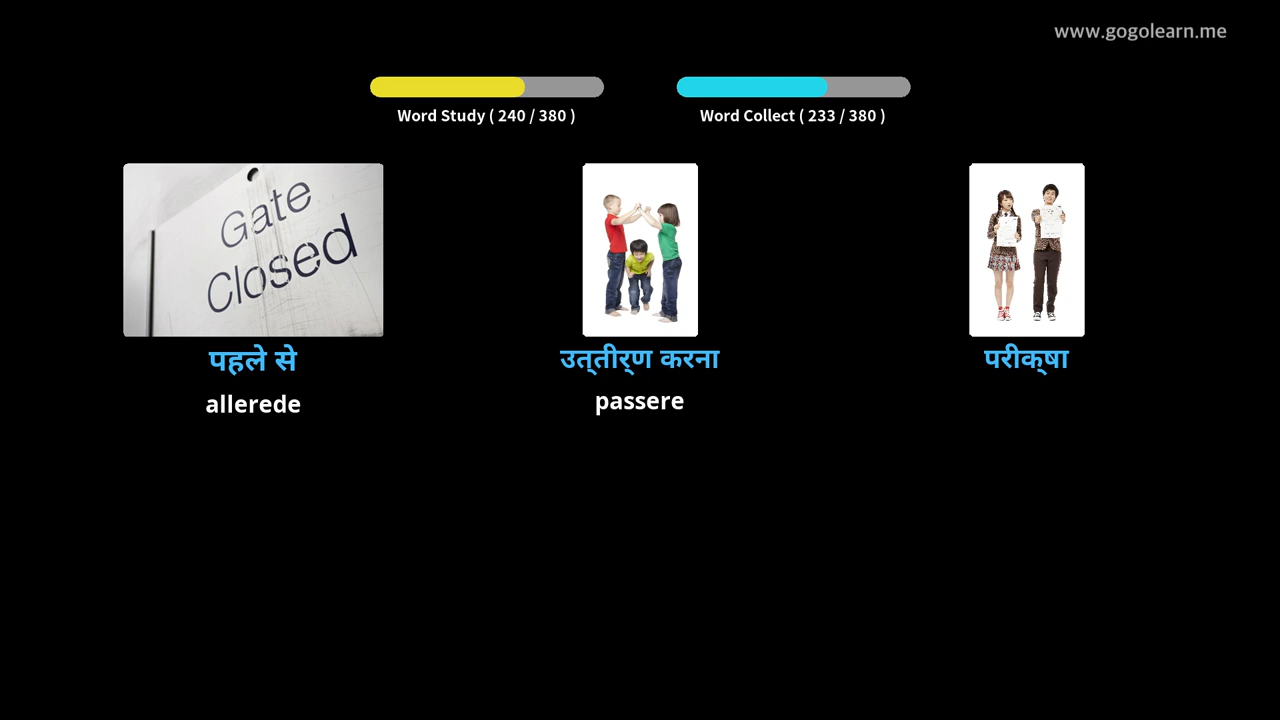 www.gogolearn.me
Word Study ( 240 / 380 )
Word Collect ( 233 / 380 )
Gate
Closed
पहले से
उत्तीर्ण करना
परीक्षा
allerede
passere